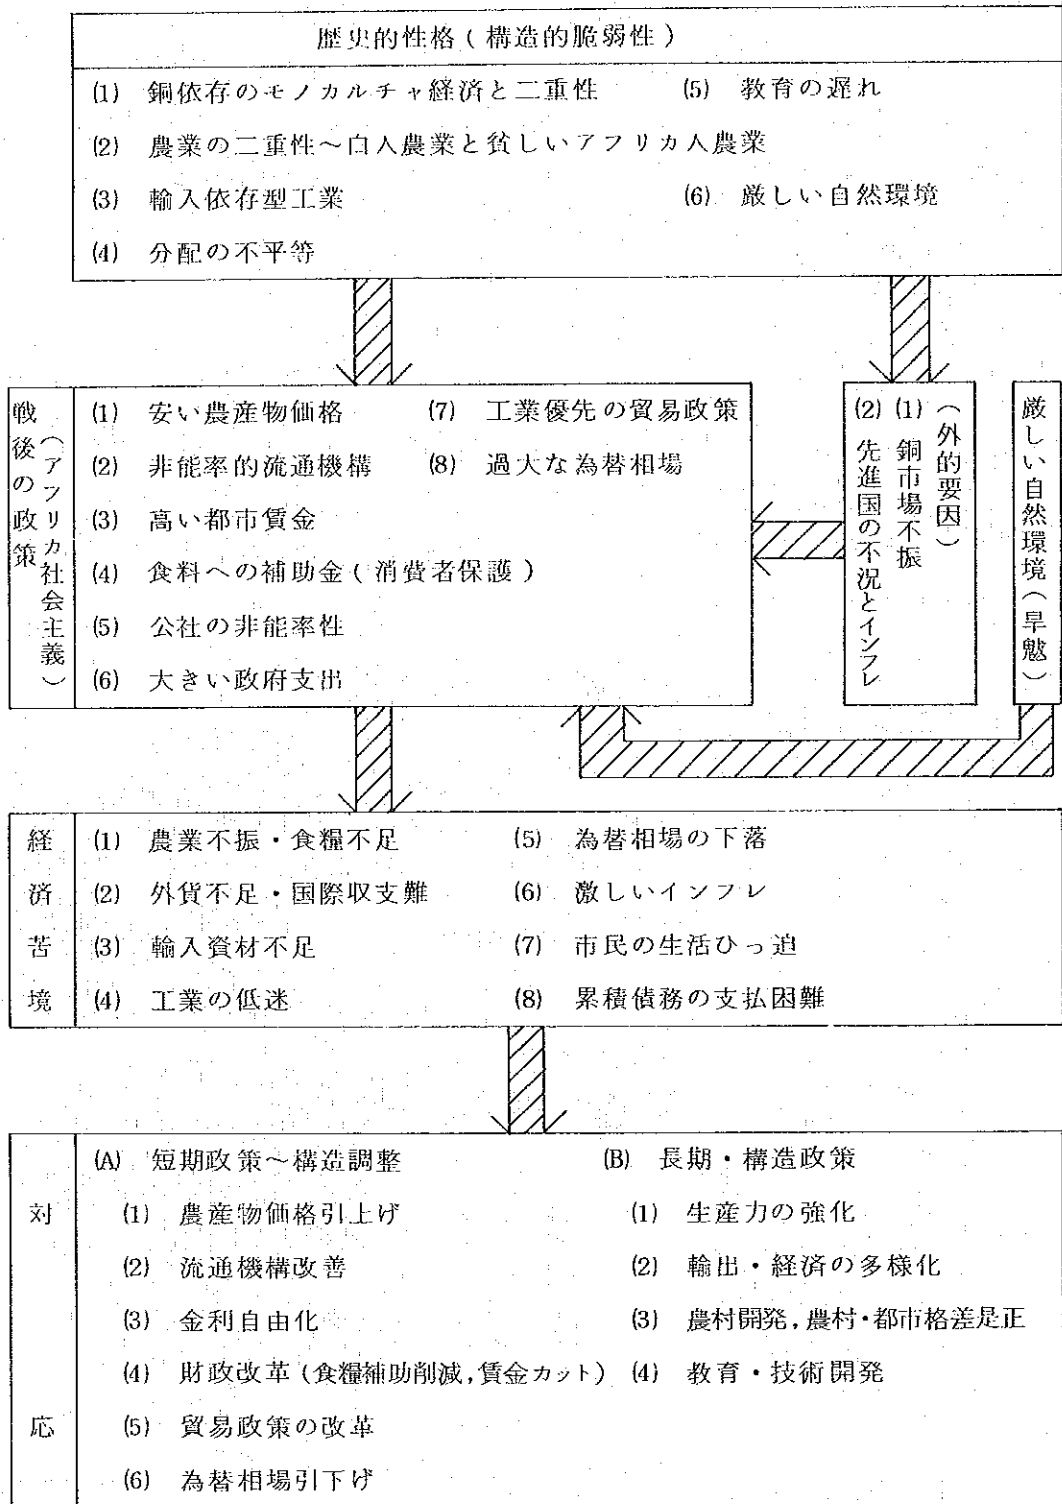 歴史的性格(構造的脆弱性)
(1) 銅依存のモノカルチャ経済と二重性 (5) 教育の遅れ
(2) 農業の二重性～白人農業と貧しいアフリカ人農業
(3) 輸入依存型工業 (6) 厳しい自然環境
(4) 分配の不平等
戦後の政策
(アフリカ社会主義)
(1) 安い農産物価格 (7) 工業優先の貿易政策
(2) 非能率的流通機構 (8) 過大な為替相場
(3) 高い都市賃金
(4) 食料への補助金(消費者保護)
(5) 公社の非能率性
(6) 大きい政府支出
(外的要因)
(1) 銅市場不振
(2) 先進国の不況とインフレ
厳しい自然環境(旱魃)
経済苦境
(1) 農業不振・食糧不足 (5) 為替相場の下落
(2) 外貨不足・国際収支難 (6) 激しいインフレ
(3) 輸入資材不足 (7) 市民の生活ひっ迫
(4) 工業の低迷 (8) 累積債務の支払困難
対応
(A) 短期政策～構造調整 (B) 長期・構造政策
(1) 農産物価格引上げ (1) 生産力の強化
(2) 流通機構改善 (2) 輸出・経済の多様化
(3) 金利自由化 (3) 農村開発,農村・都市格差是正
(4) 財政改革(食糧補助削減,賃金カット) (4) 教育・技術開発
(5) 貿易政策の改革
(6) 為替相場引下げ